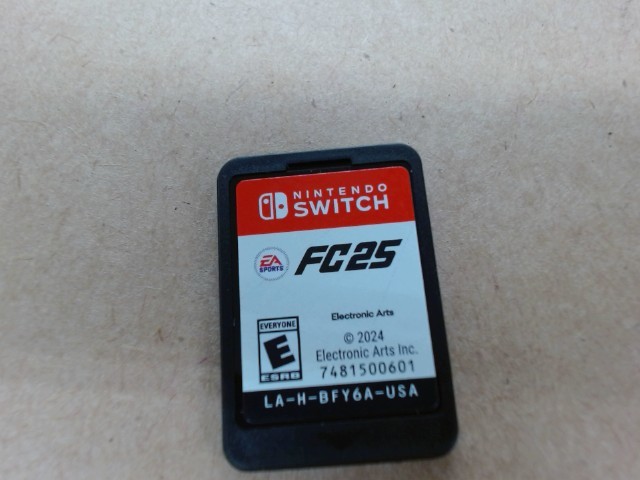 NINTENDO
SWITCH
EA
SPORTS
FC25
Electronic Arts
EVERYONE
E
ESRB
© 2024
Electronic Arts Inc.
7481500601
LA-H-BFY6A-USA